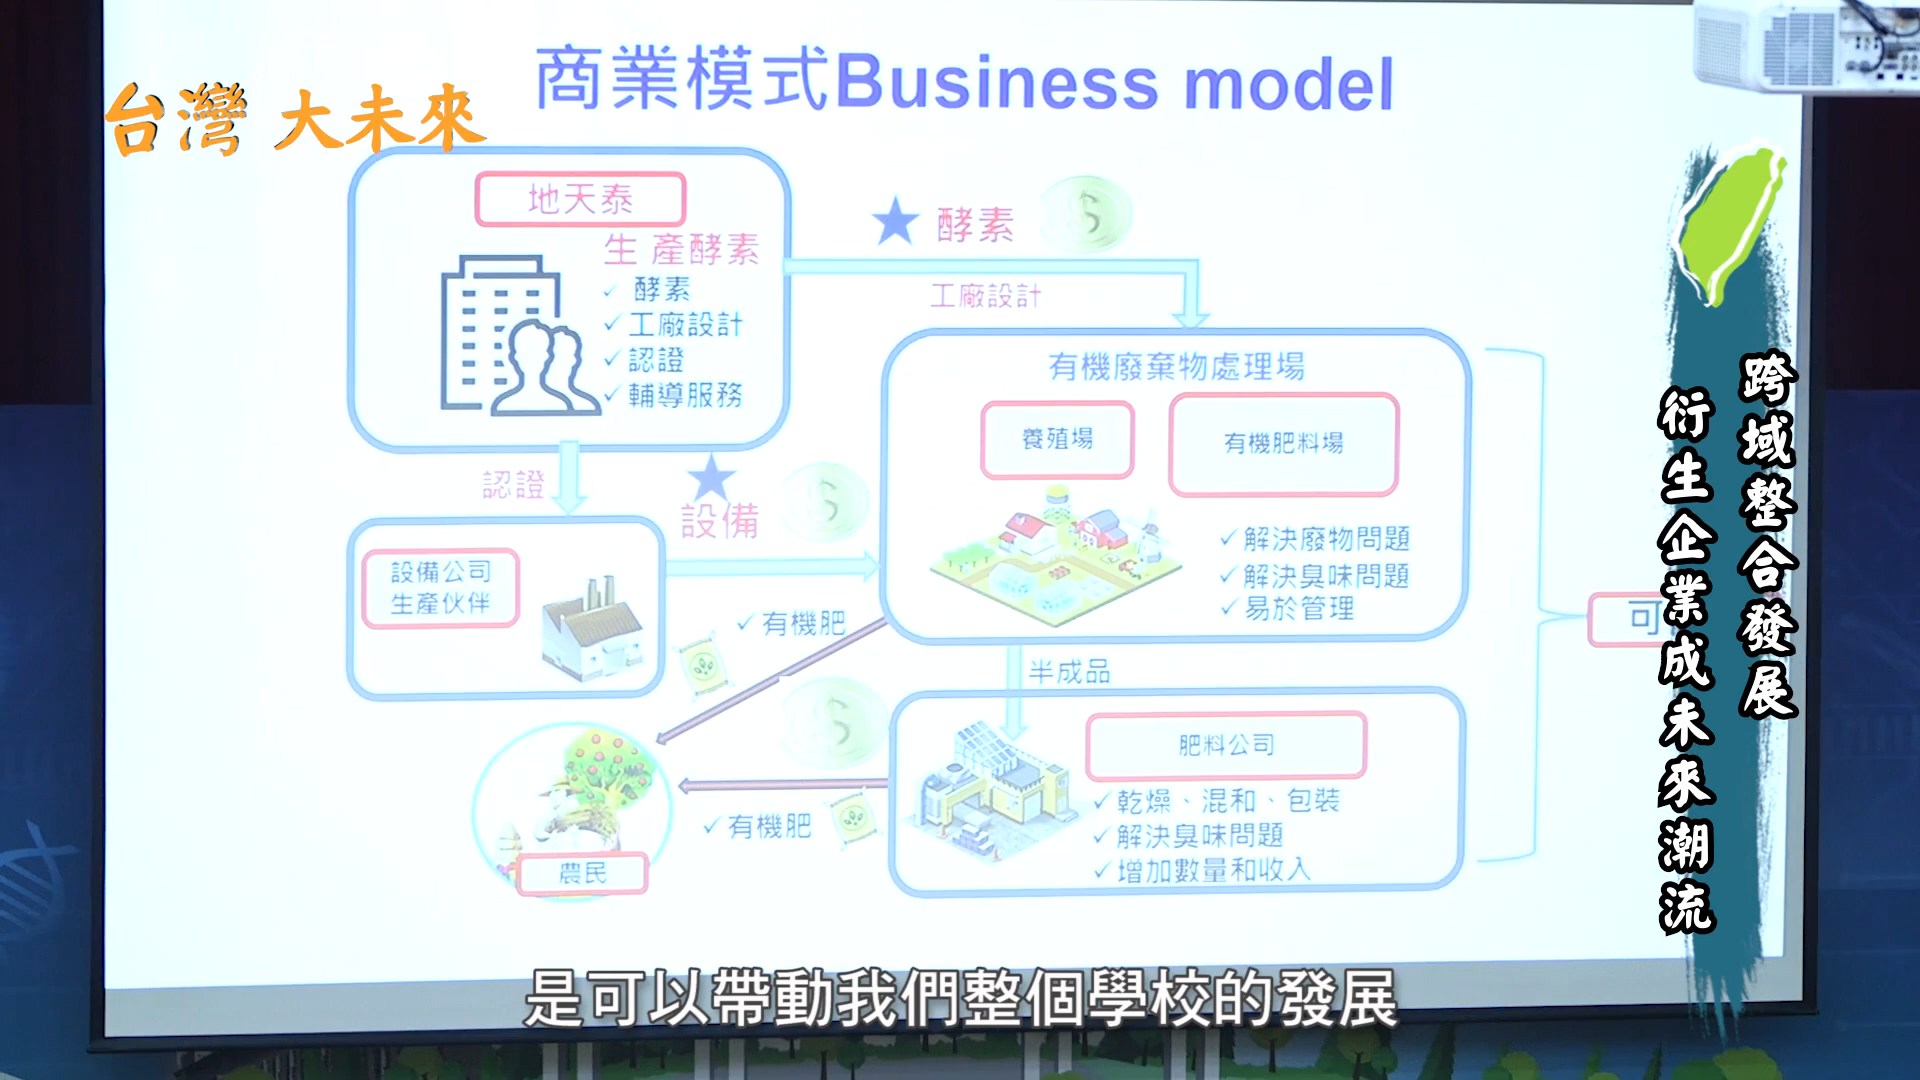 商業模式Business model
台灣 大未來
地天泰
生產酵素
✓ 酵素
✓ 工廠設計
✓ 認證
✓ 輔導服務
★ 酵素
$
工廠設計
有機廢棄物處理場
養殖場
有機肥料場
✓ 解決廢物問題
✓ 解決臭味問題
✓ 易於管理
認證
★
設備
$
設備公司
生產伙伴
✓ 有機肥
半成品
$
肥料公司
✓ 乾燥、混和、包裝
✓ 解決臭味問題
✓ 增加數量和收入
✓ 有機肥
農民
可
跨域整合發展
衍生企業成未來潮流
是可以帶動我們整個學校的發展